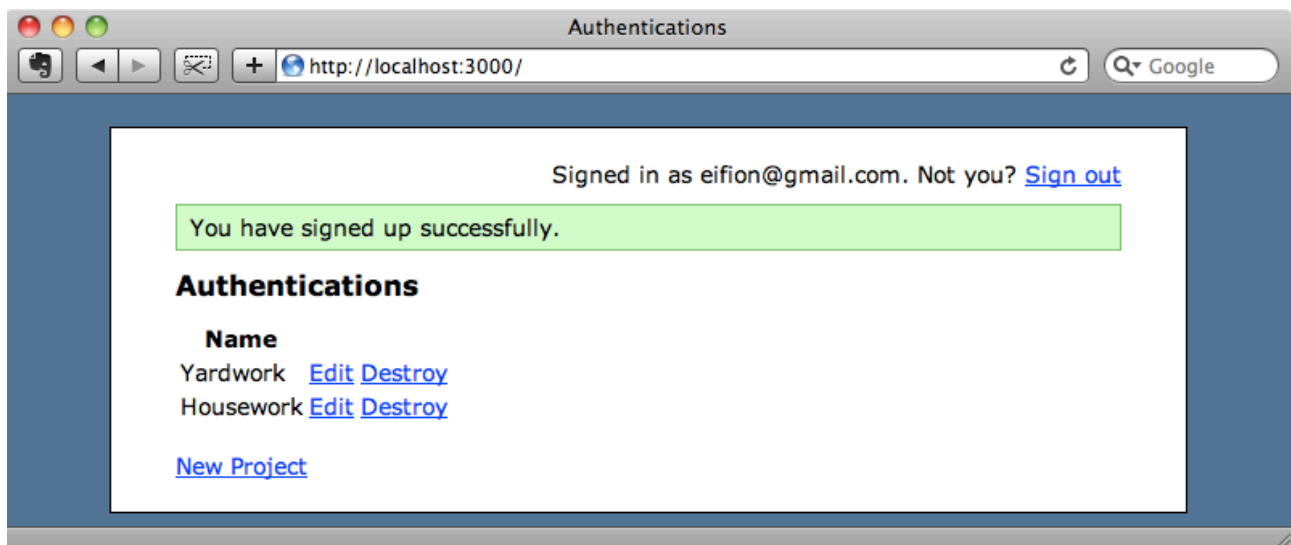 Authentications
http://localhost:3000/
Google
Signed in as eifion@gmail.com. Not you? Sign out
You have signed up successfully.
Authentications
Name
Yardwork Edit Destroy
Housework Edit Destroy
New Project